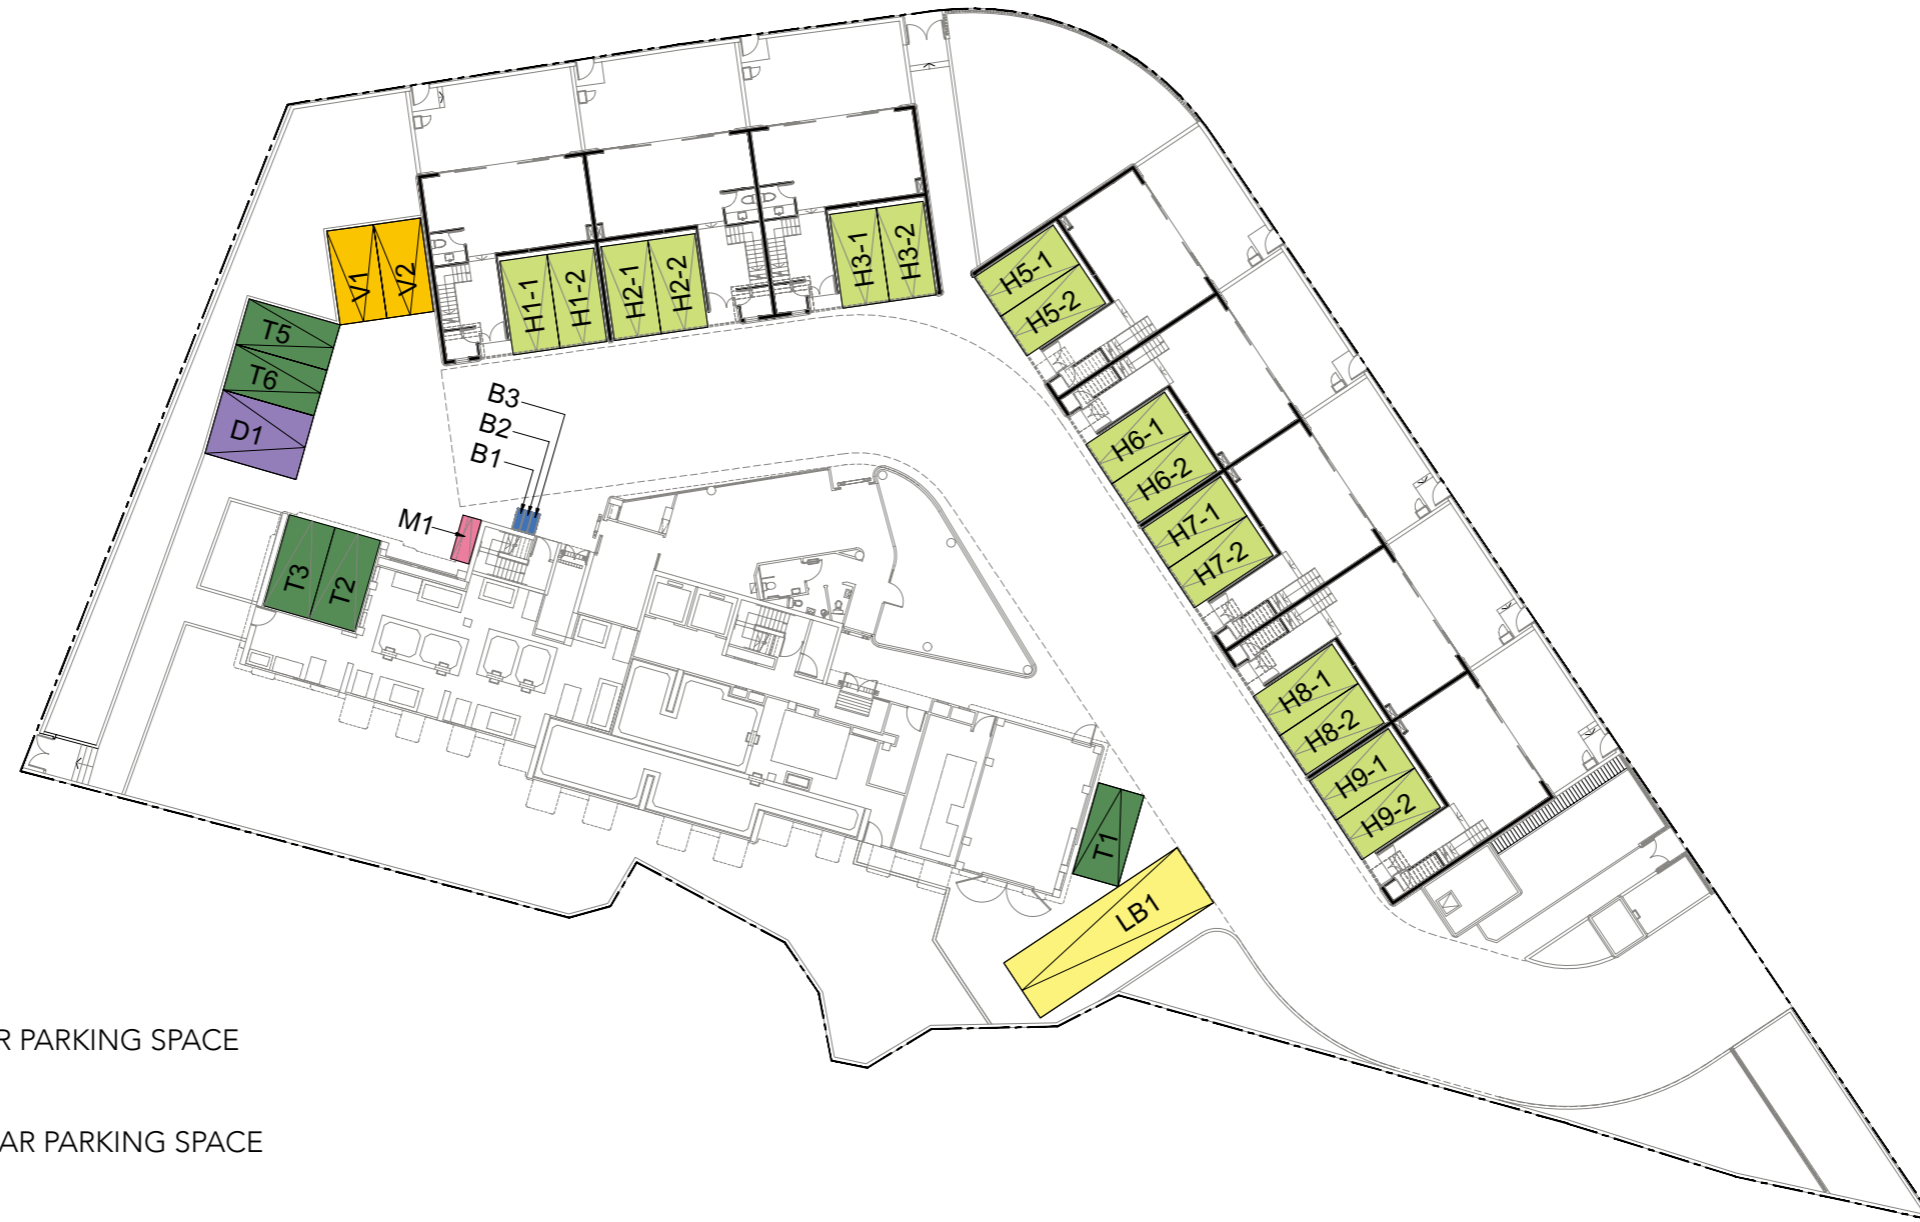 V1
V2
H1-1
H1-2
H2-1
H2-2
H3-1
H3-2
H5-1
H5-2
T5
T6
D1
B3
B2
B1
M1
T3
T2
H6-1
H6-2
H7-1
H7-2
H8-1
H8-2
H9-1
H9-2
T1
LB1
R PARKING SPACE
AR PARKING SPACE